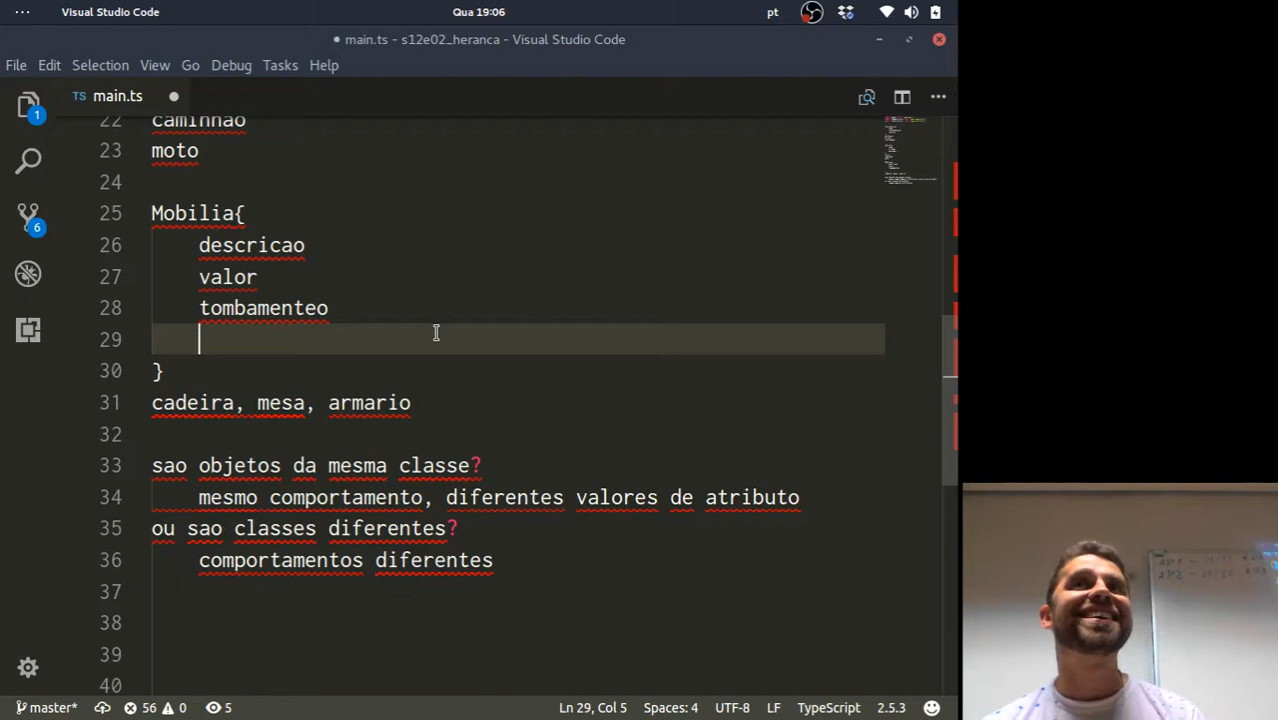 Visual Studio Code
Qua 19:06
pt
main.ts - s12e02_heranca - Visual Studio Code
File Edit Selection View Go Debug Tasks Help
TS main.ts
1
6
22 caminhao
23 moto
24
25 Mobilia{
26 descricao
27 valor
28 tombamenteo
29
30 }
31 cadeira, mesa, armario
32
33 sao objetos da mesma classe?
34 mesmo comportamento, diferentes valores de atributo
35 ou sao classes diferentes?
36 comportamentos diferentes
37
38
39
40
master* 56 0 5 Ln 29, Col 5 Spaces: 4 UTF-8 LF TypeScript 2.5.3